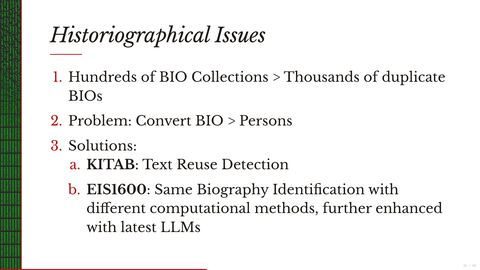 Historiographical Issues
1. Hundreds of BIO Collections > Thousands of duplicate
BIOs
2. Problem: Convert BIO > Persons
3. Solutions:
a. KITAB: Text Reuse Detection
b. EIS1600: Same Biography Identification with
different computational methods, further enhanced
with latest LLMs